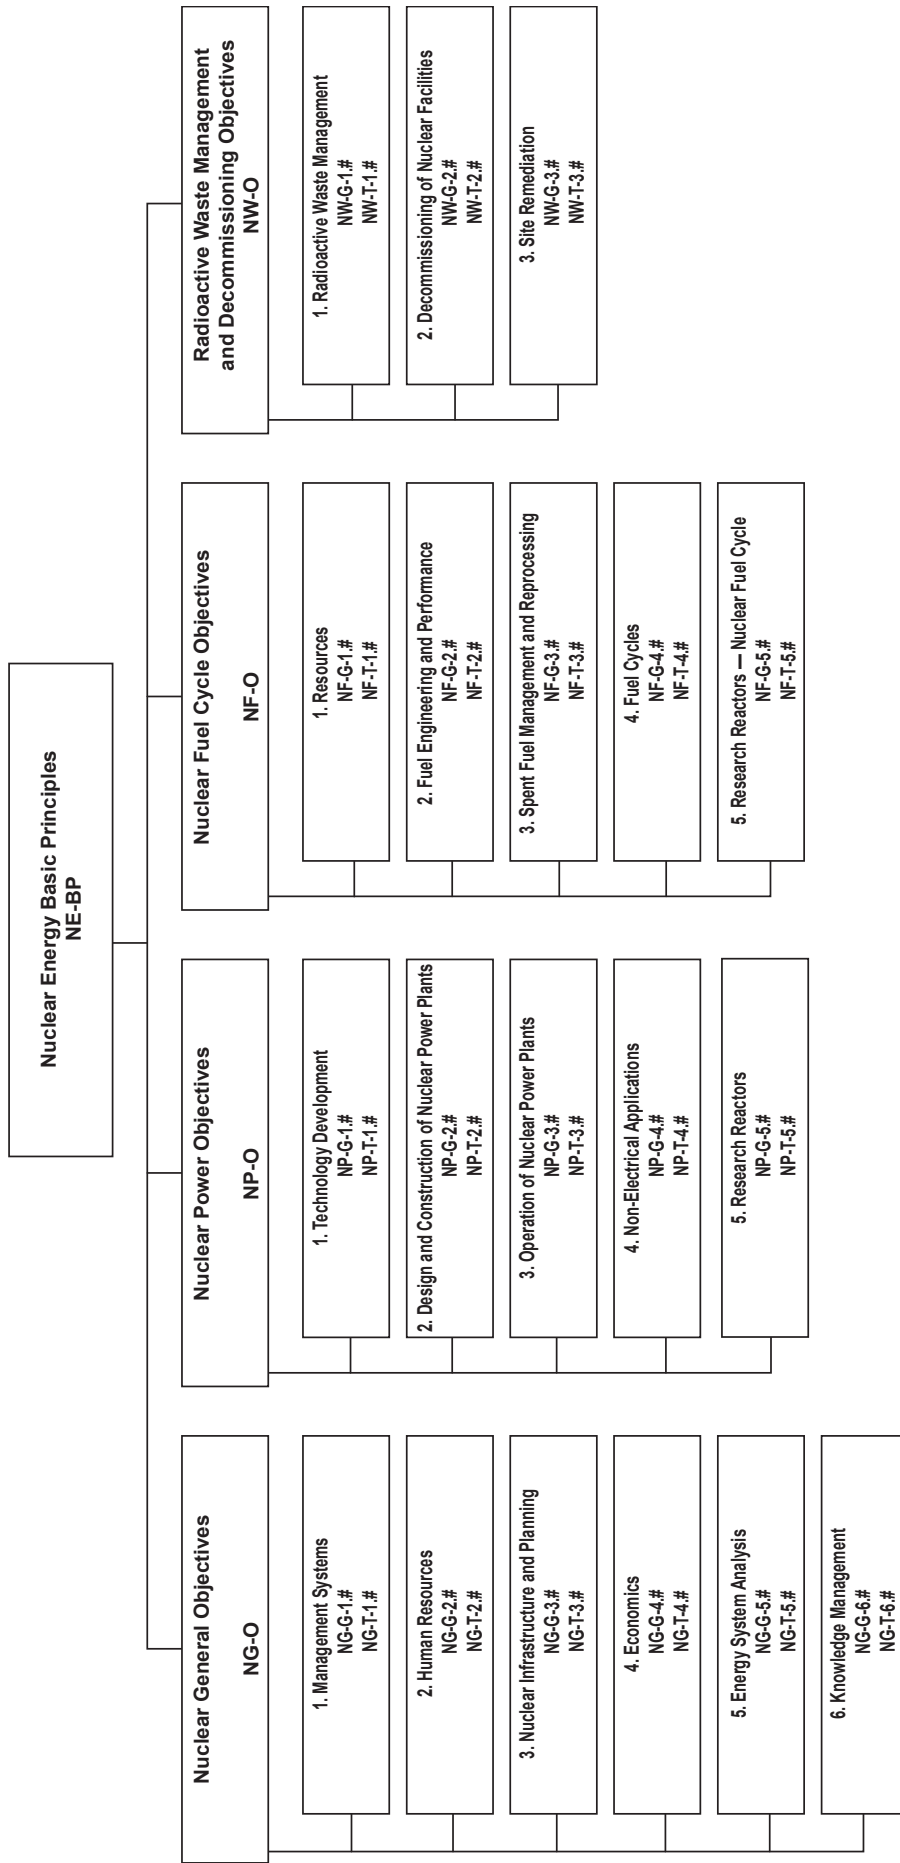 Nuclear Energy Basic Principles
NE-BP
Nuclear General Objectives
NG-O
1. Management Systems
NG-G-1.#
NG-T-1.#
2. Human Resources
NG-G-2.#
NG-T-2.#
3. Nuclear Infrastructure and Planning
NG-G-3.#
NG-T-3.#
4. Economics
NG-G-4.#
NG-T-4.#
5. Energy System Analysis
NG-G-5.#
NG-T-5.#
6. Knowledge Management
NG-G-6.#
NG-T-6.#
Nuclear Power Objectives
NP-O
1. Technology Development
NP-G-1.#
NP-T-1.#
2. Design and Construction of Nuclear Power Plants
NP-G-2.#
NP-T-2.#
3. Operation of Nuclear Power Plants
NP-G-3.#
NP-T-3.#
4. Non-Electrical Applications
NP-G-4.#
NP-T-4.#
5. Research Reactors
NP-G-5.#
NP-T-5.#
Nuclear Fuel Cycle Objectives
NF-O
1. Resources
NF-G-1.#
NF-T-1.#
2. Fuel Engineering and Performance
NF-G-2.#
NF-T-2.#
3. Spent Fuel Management and Reprocessing
NF-G-3.#
NF-T-3.#
4. Fuel Cycles
NF-G-4.#
NF-T-4.#
5. Research Reactors — Nuclear Fuel Cycle
NF-G-5.#
NF-T-5.#
Radioactive Waste Management
and Decommissioning Objectives
NW-O
1. Radioactive Waste Management
NW-G-1.#
NW-T-1.#
2. Decommissioning of Nuclear Facilities
NW-G-2.#
NW-T-2.#
3. Site Remediation
NW-G-3.#
NW-T-3.#